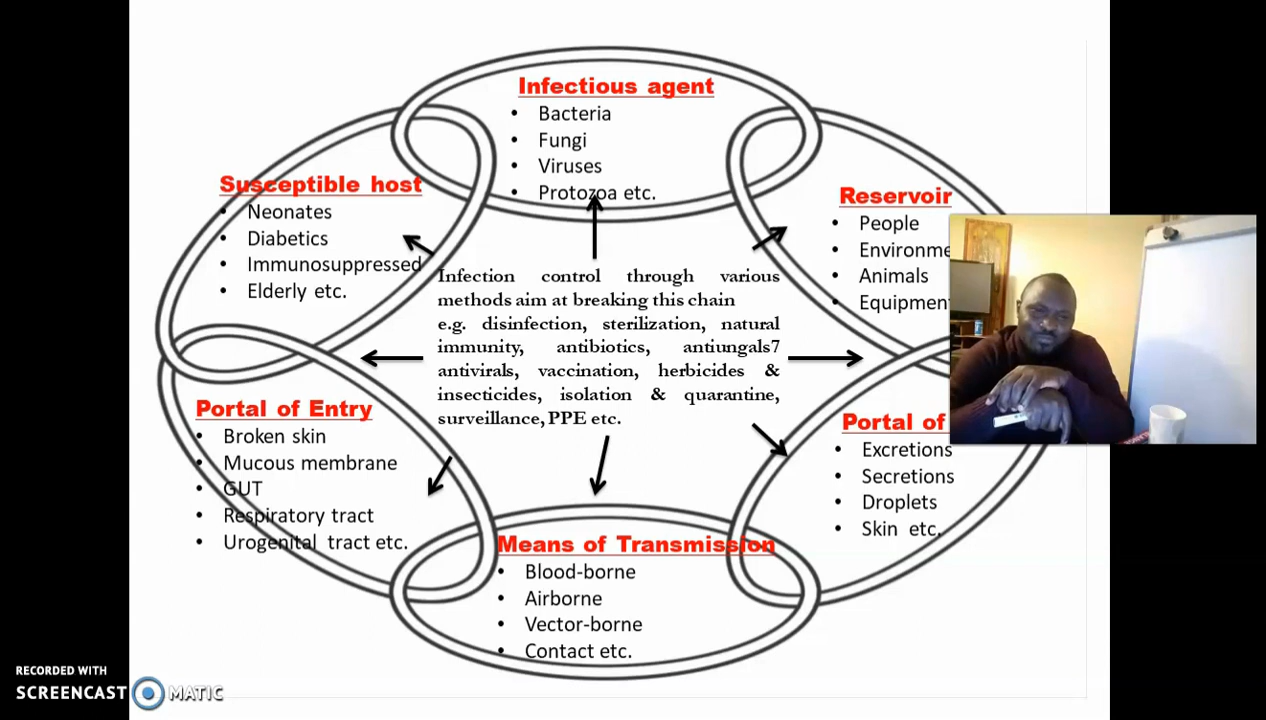 Infectious agent
• Bacteria
• Fungi
• Viruses
• Protozoa etc.
Susceptible host
• Neonates
• Diabetics
• Immunosuppressed
• Elderly etc.
Reservoir
• People
• Environme
• Animals
• Equipment
Infection control through various
methods aim at breaking this chain
e.g. disinfection, sterilization, natural
immunity, antibiotics, antiungals7
antivirals, vaccination, herbicides &
insecticides, isolation & quarantine,
surveillance, PPE etc.
Portal of Entry
• Broken skin
• Mucous membrane
• GUT
• Respiratory tract
• Urogenital tract etc.
Portal of
• Excretions
• Secretions
• Droplets
• Skin etc.
Means of Transmission
• Blood-borne
• Airborne
• Vector-borne
• Contact etc.
RECORDED WITH
SCREENCAST MATIC